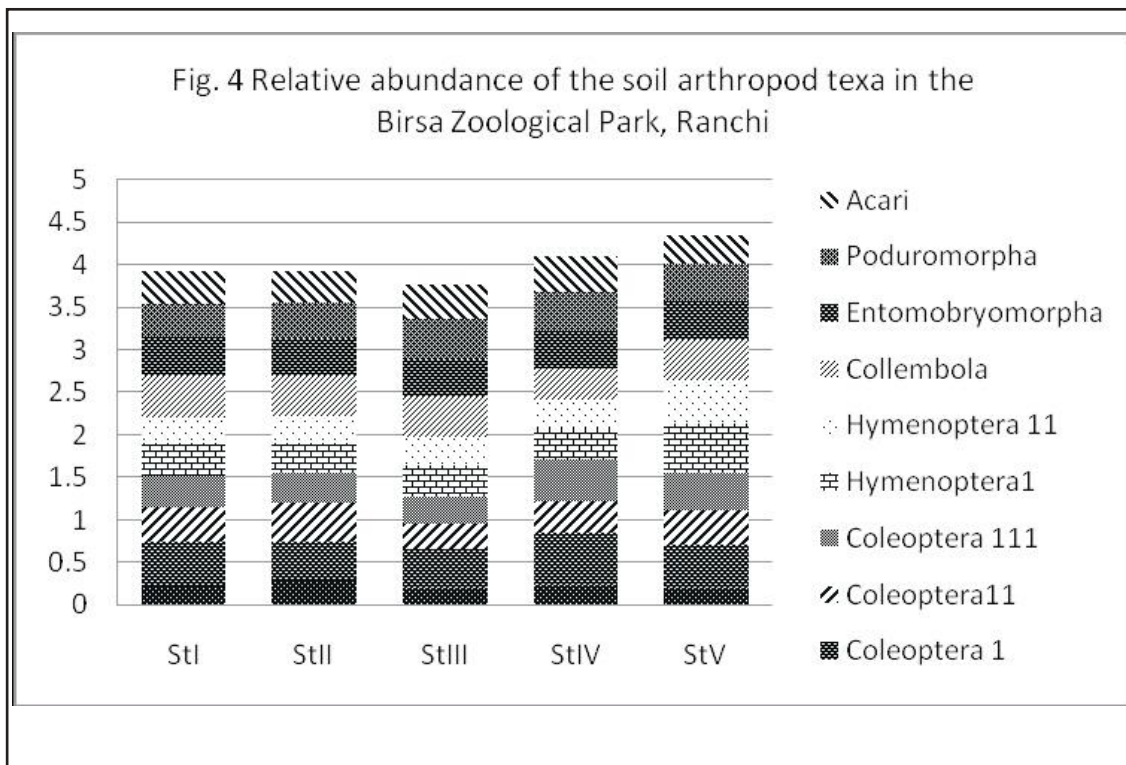 Fig. 4 Relative abundance of the soil arthropod texa in the
Birsa Zoological Park, Ranchi
5
4.5
4
3.5
3
2.5
2
1.5
1
0.5
0
StI
StII
StIII
StIV
StV
Acari
Poduromorpha
Entomobryomorpha
Collembola
Hymenoptera 11
Hymenoptera1
Coleoptera 111
Coleoptera11
Coleoptera 1